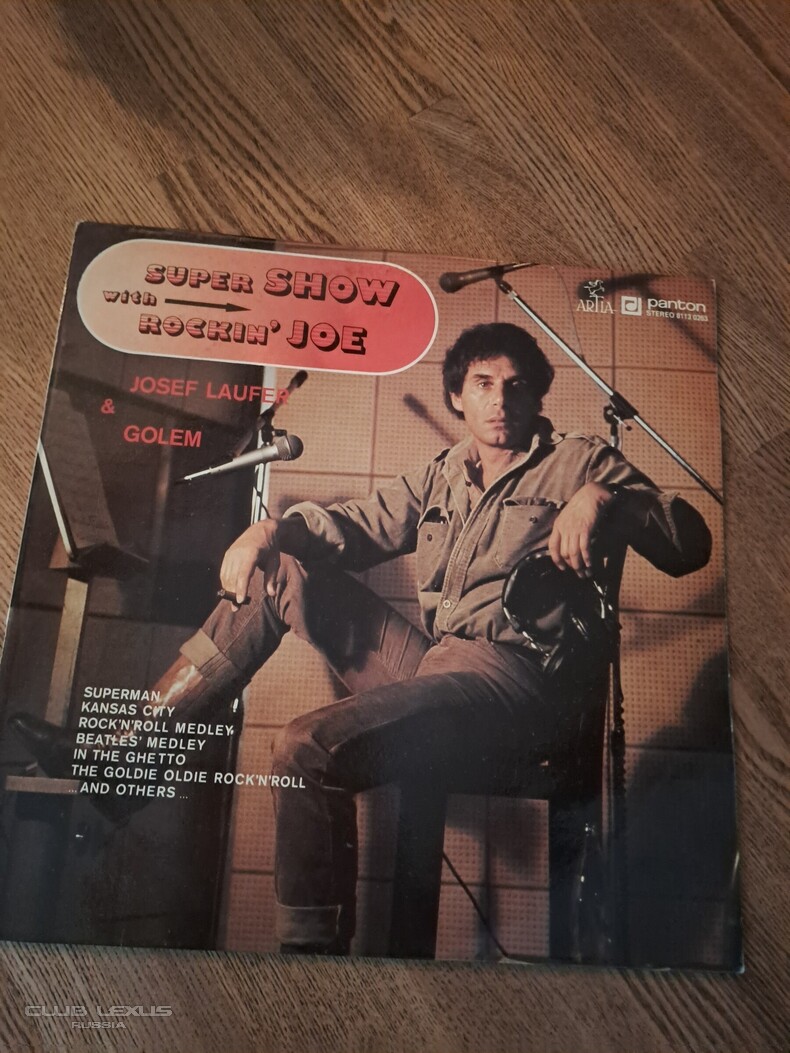 SUPER SHOW
with
ROCKIN' JOE
ARTIA
panton
STEREO 8113 0263
JOSEF LAUFER
&
GOLEM
SUPERMAN
KANSAS CITY
ROCK'N'ROLL MEDLEY
BEATLES' MEDLEY
IN THE GHETTO
THE GOLDIE OLDIE ROCK'N'ROLL
...AND OTHERS...
CLUB LEXUS
RUSSIA